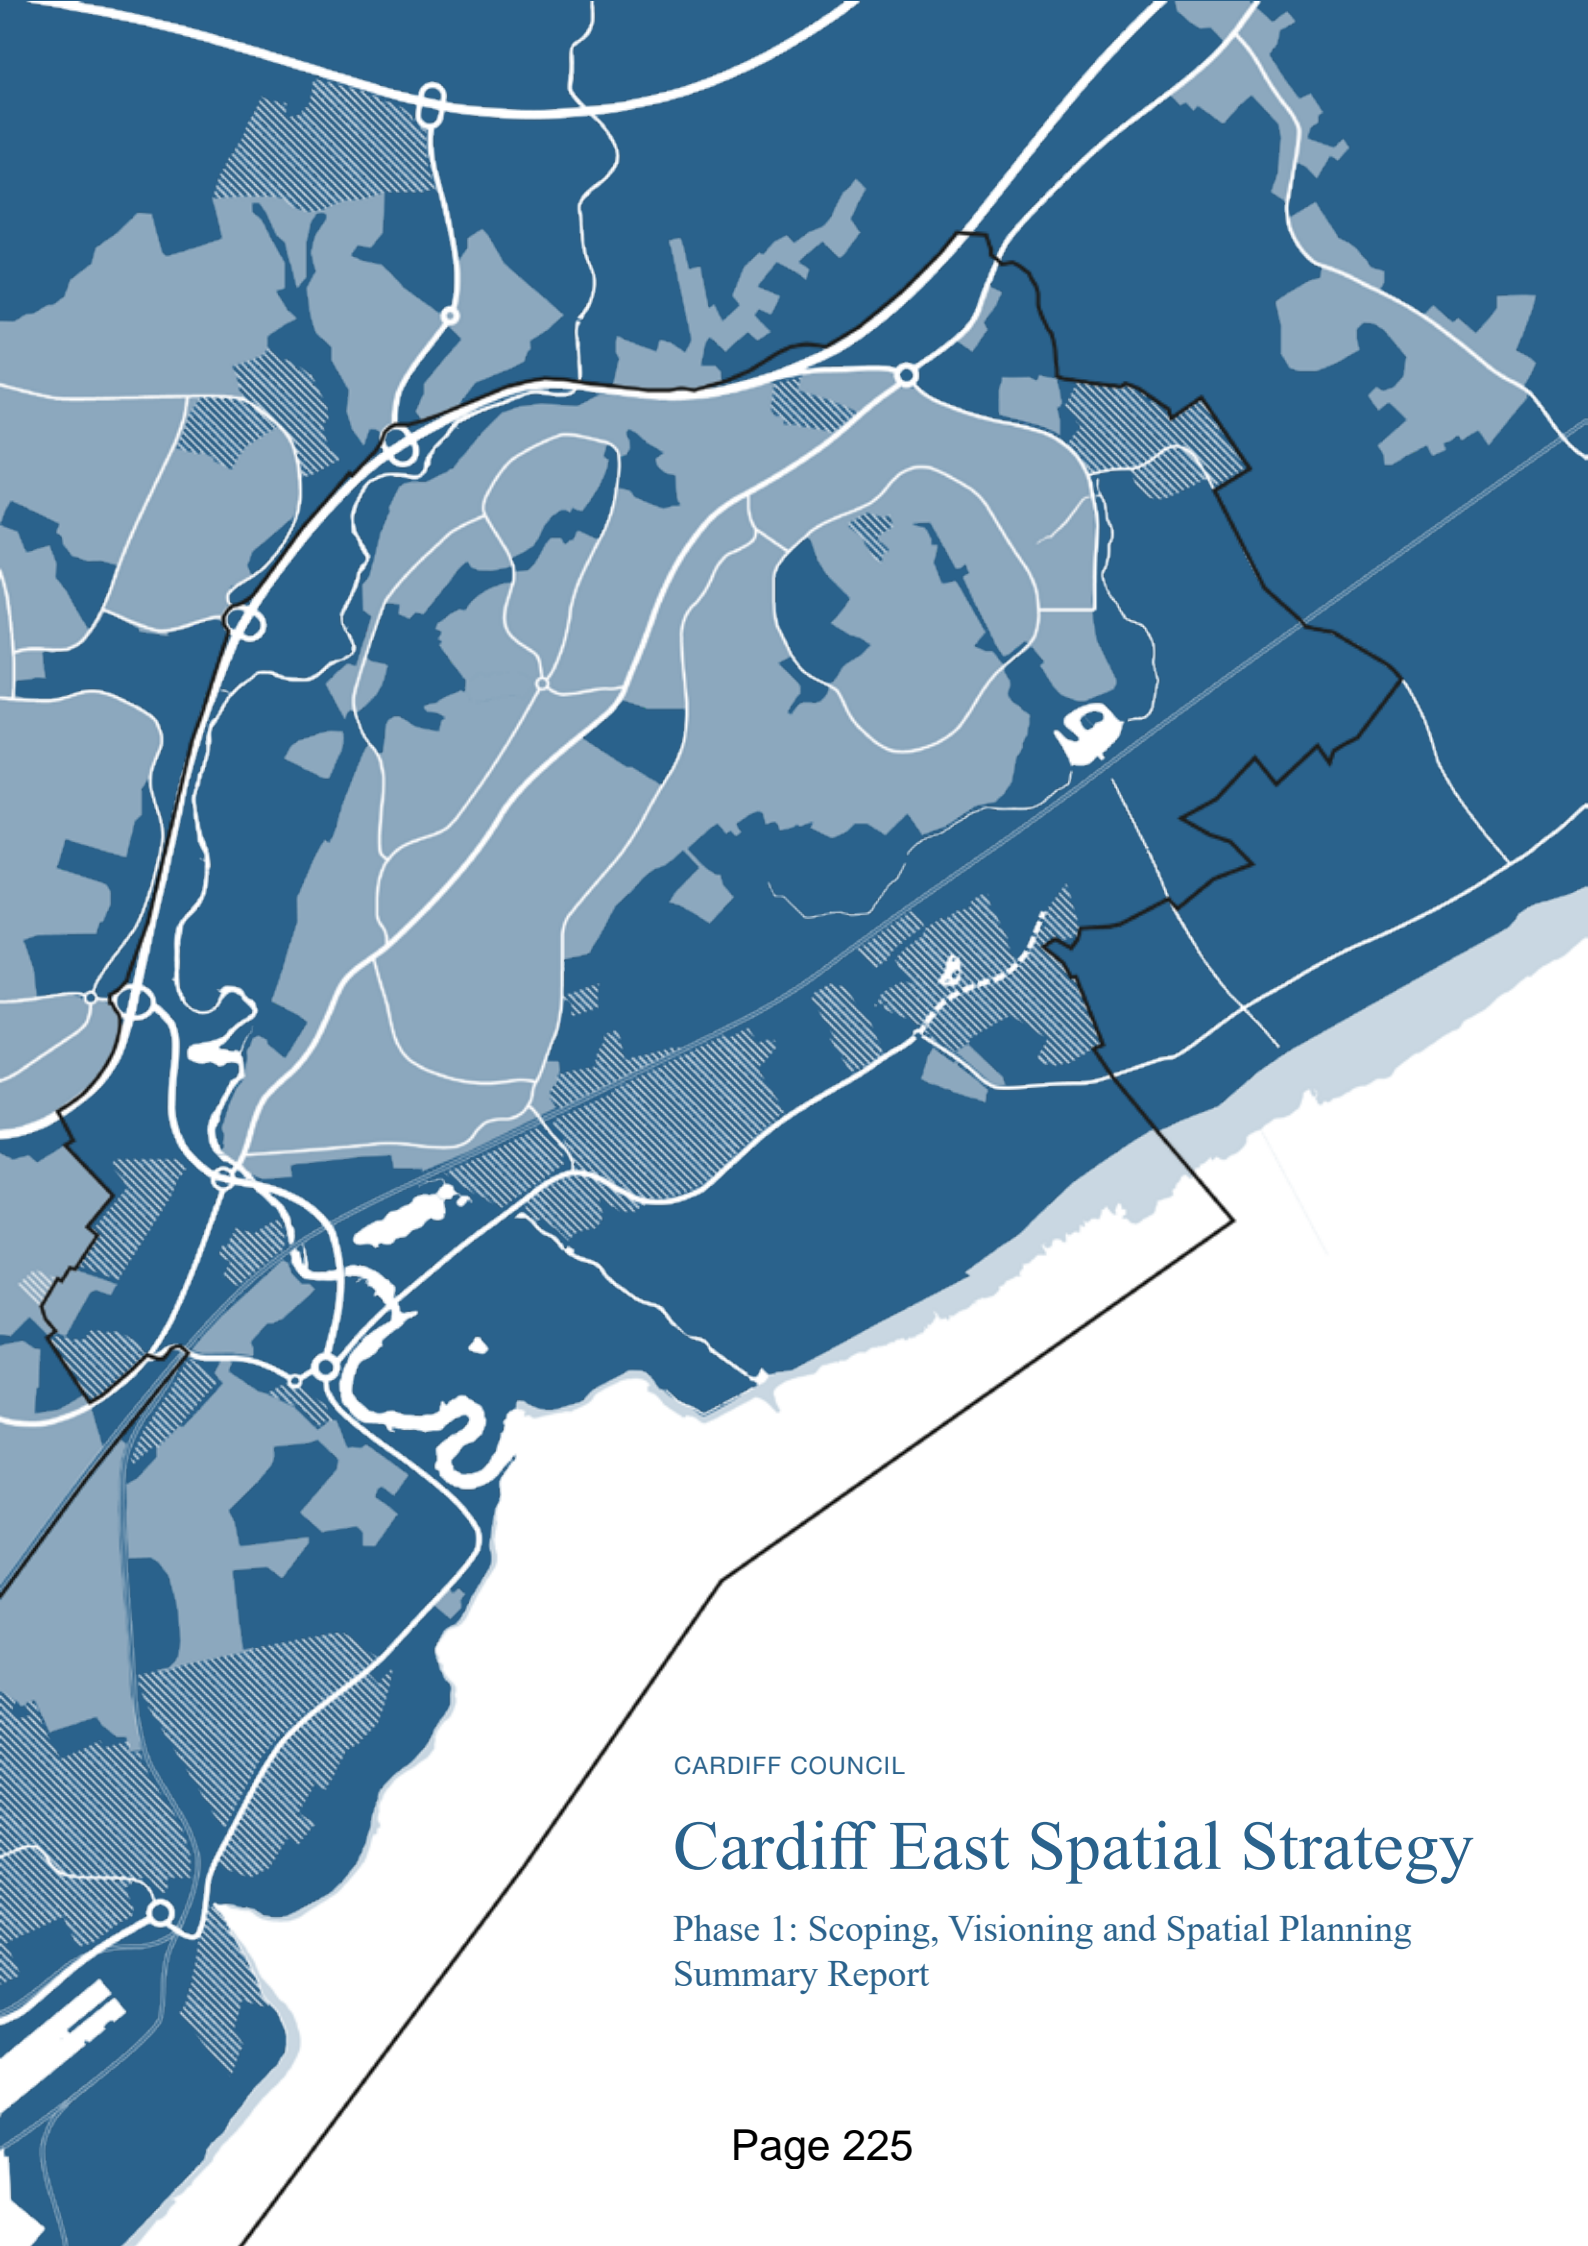 CARDIFF COUNCIL
Cardiff East Spatial Strategy
Phase 1: Scoping, Visioning and Spatial Planning
Summary Report
Page 225